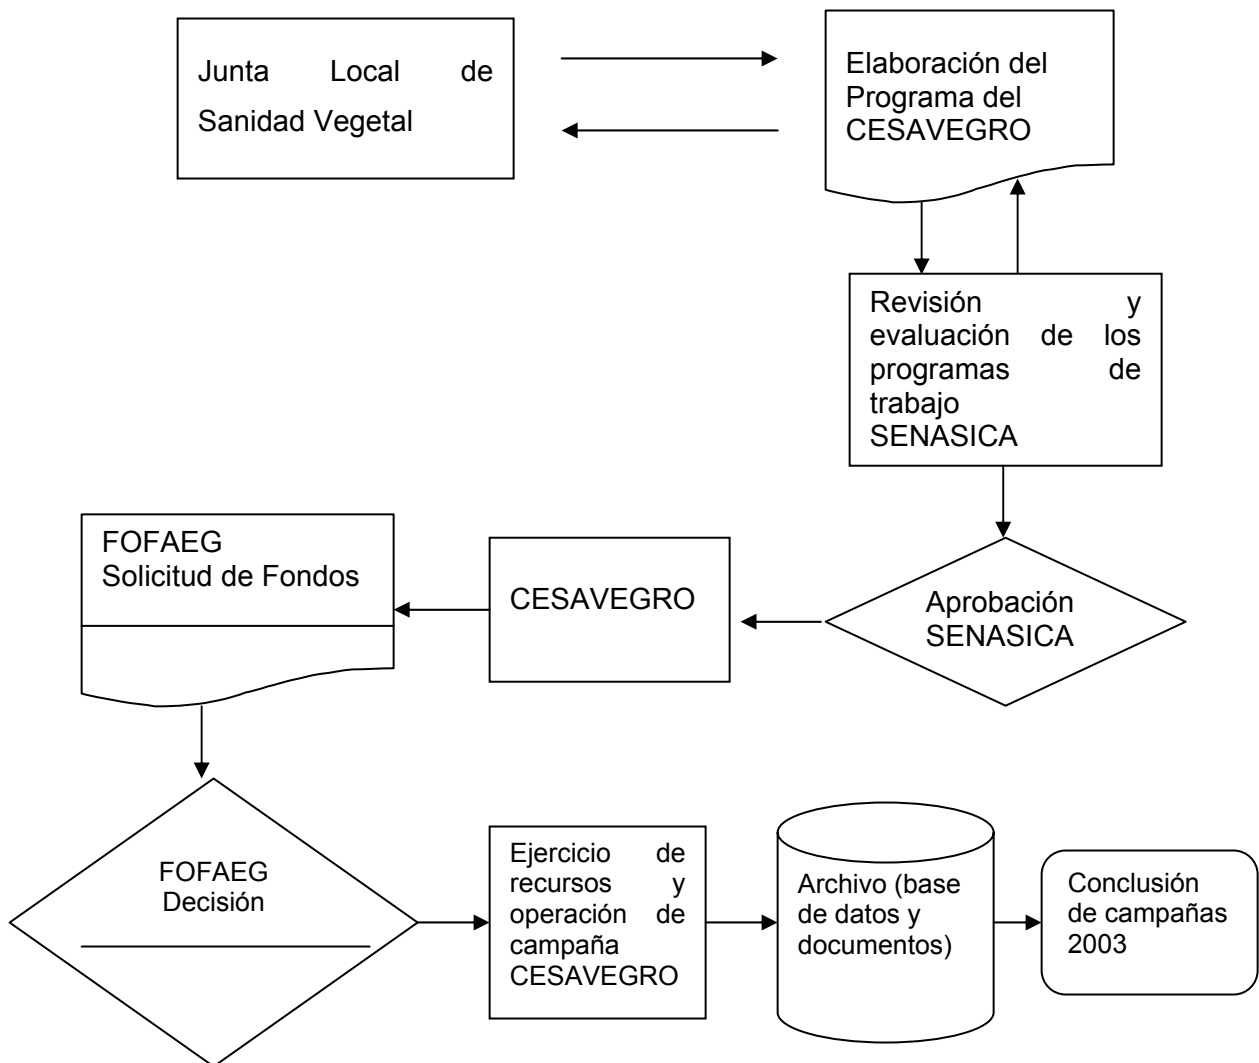 Junta Local de
Sanidad Vegetal
Elaboración del
Programa del
CESAVEGRO
Revisión y
evaluación de los
programas de
trabajo
SENASICA
Aprobación
SENASICA
CESAVEGRO
FOFAEG
Solicitud de Fondos
FOFAEG
Decisión
Ejercicio de
recursos y
operación de
campaña
CESAVEGRO
Archivo (base
de datos y
documentos)
Conclusión
de campañas
2003